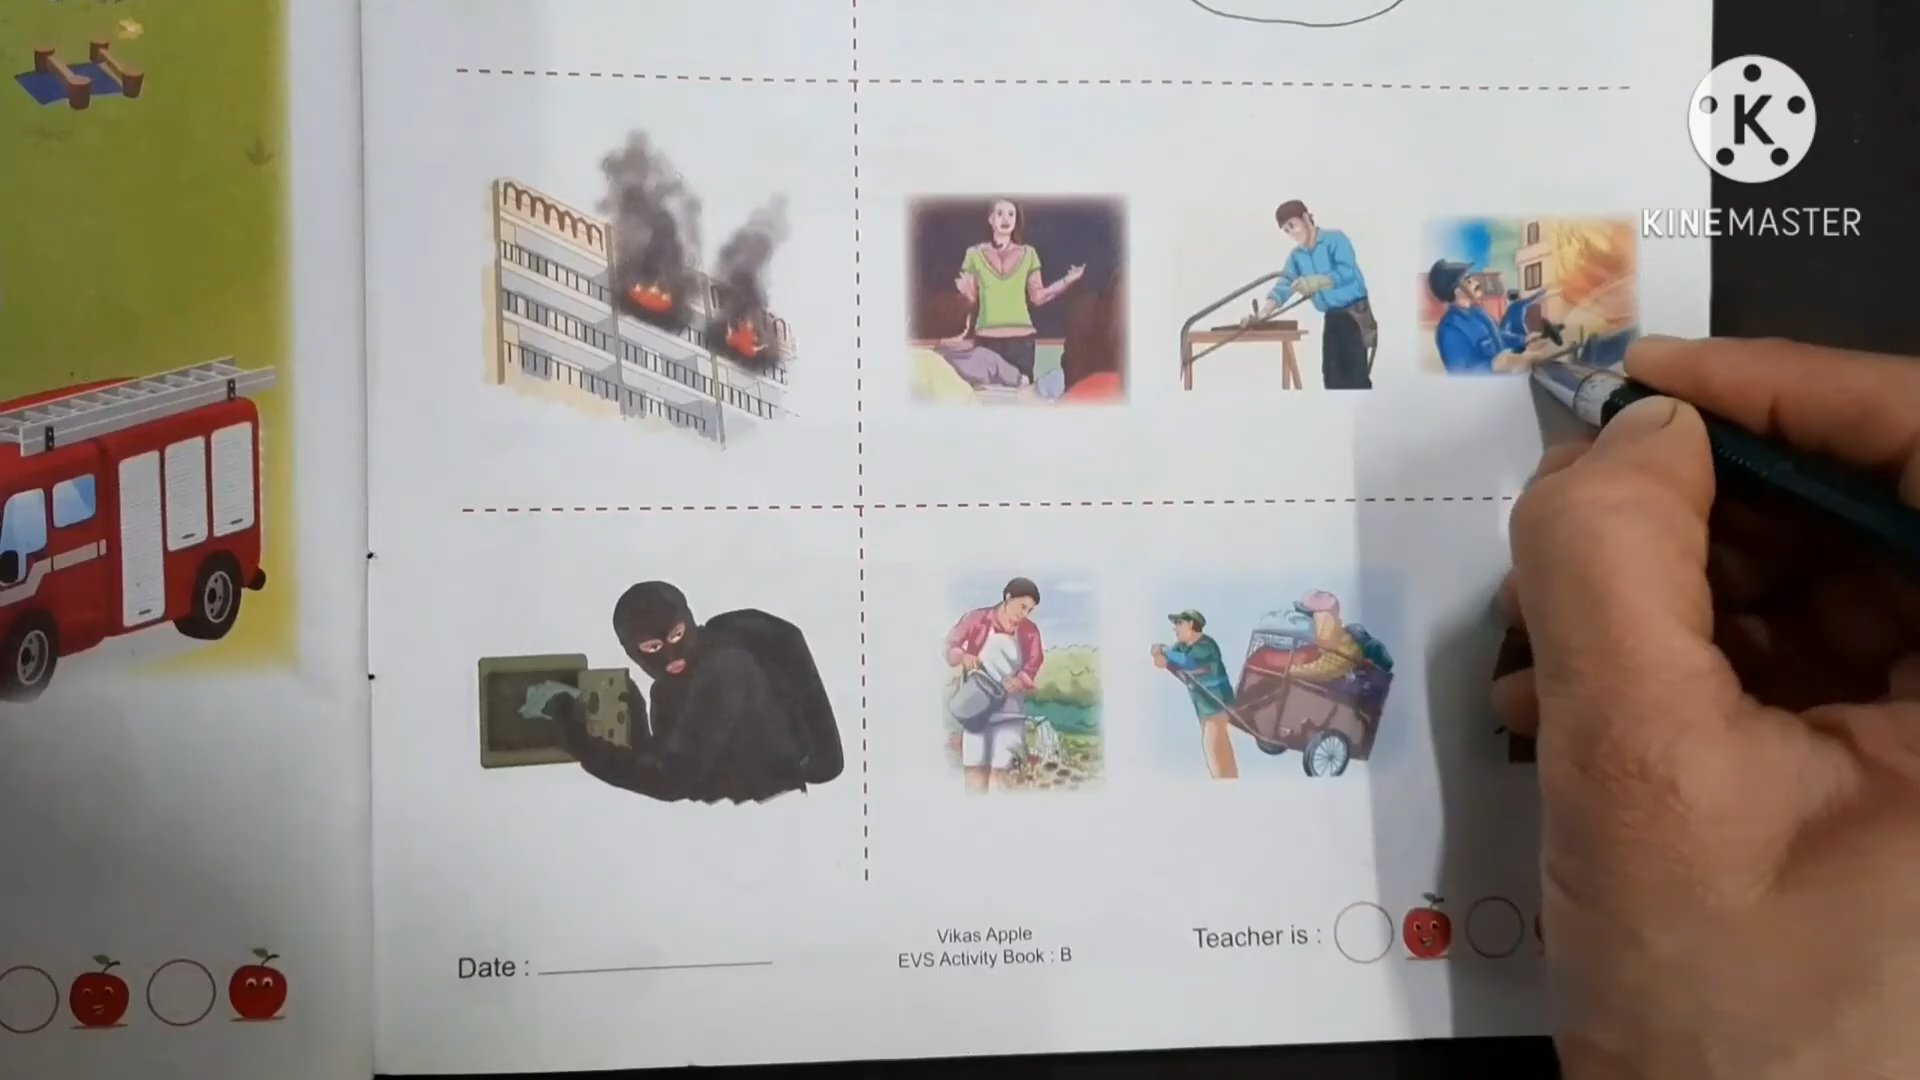 K
KINEMASTER
Vikas Apple
EVS Activity Book : B
Teacher is :
Date :